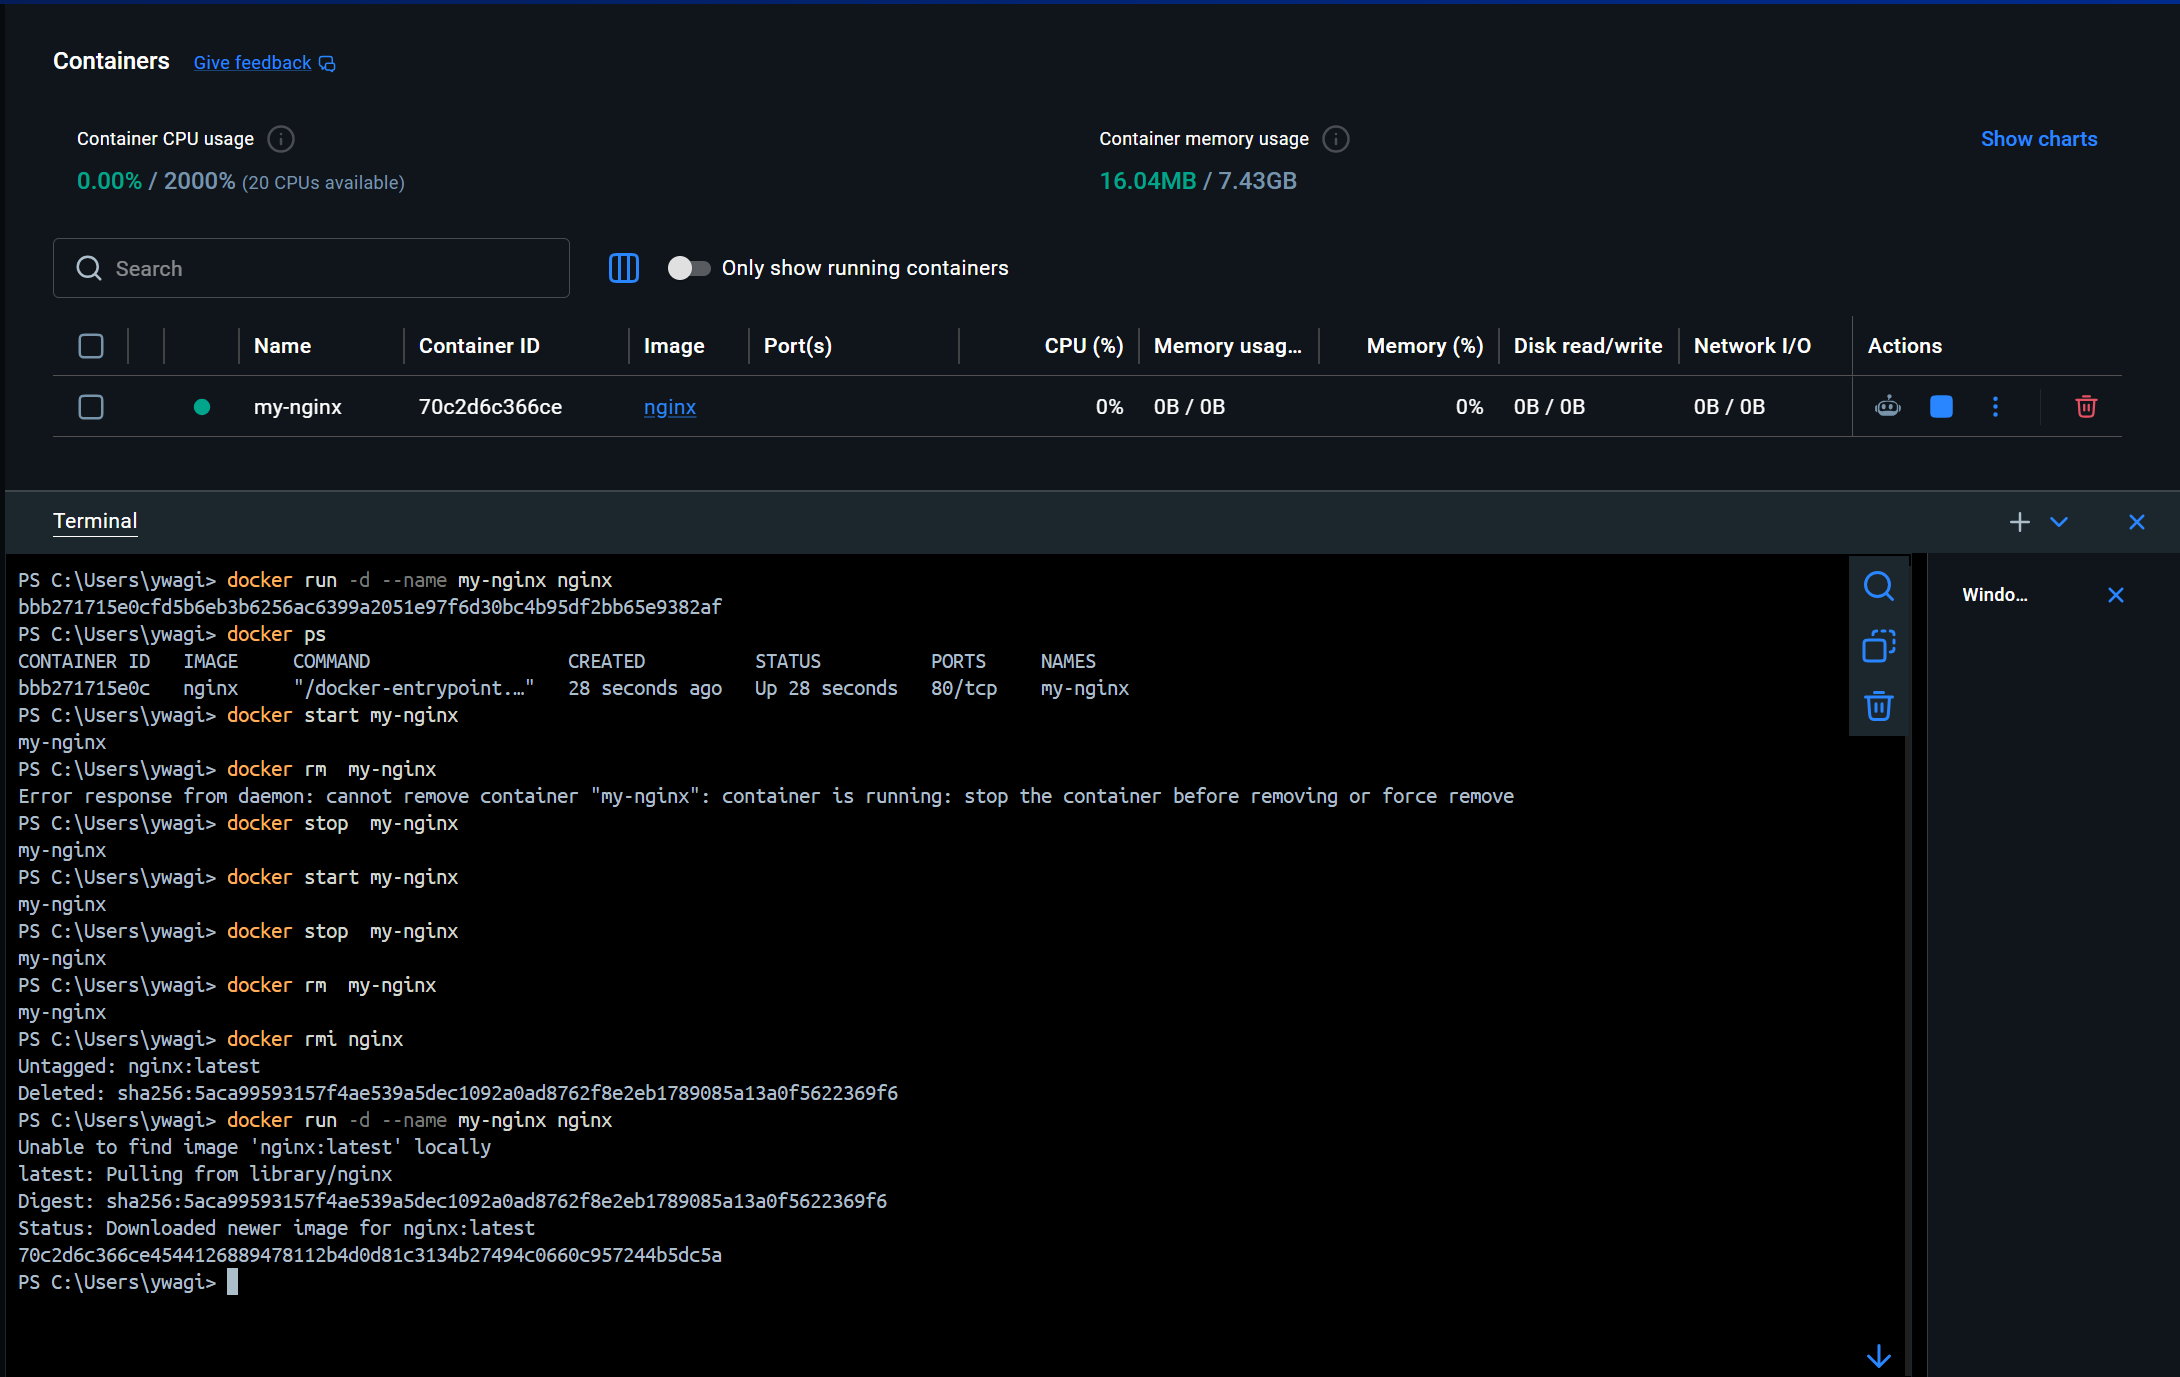 Containers Give feedback
Container CPU usage
0.00% / 2000% (20 CPUs available)
Container memory usage
16.04MB / 7.43GB
Show charts
Search
Only show running containers
Name Container ID Image Port(s) CPU (%) Memory usag... Memory (%) Disk read/write Network I/O Actions
my-nginx 70c2d6c366ce nginx 0% 0B / 0B 0% 0B / 0B 0B / 0B
Terminal
PS C:\Users\ywagi> docker run -d --name my-nginx nginx
bbb271715e0cfd5b6eb3b6256ac6399a2051e97f6d30bc4b95df2bb65e9382af
PS C:\Users\ywagi> docker ps
CONTAINER ID   IMAGE     COMMAND                  CREATED          STATUS          PORTS     NAMES
bbb271715e0c   nginx     "/docker-entrypoint.…"   28 seconds ago   Up 28 seconds   80/tcp    my-nginx
PS C:\Users\ywagi> docker start my-nginx
my-nginx
PS C:\Users\ywagi> docker rm  my-nginx
Error response from daemon: cannot remove container "my-nginx": container is running: stop the container before removing or force remove
PS C:\Users\ywagi> docker stop  my-nginx
my-nginx
PS C:\Users\ywagi> docker start my-nginx
my-nginx
PS C:\Users\ywagi> docker stop  my-nginx
my-nginx
PS C:\Users\ywagi> docker rm  my-nginx
my-nginx
PS C:\Users\ywagi> docker rmi nginx
Untagged: nginx:latest
Deleted: sha256:5aca99593157f4ae539a5dec1092a0ad8762f8e2eb1789085a13a0f5622369f6
PS C:\Users\ywagi> docker run -d --name my-nginx nginx
Unable to find image 'nginx:latest' locally
latest: Pulling from library/nginx
Digest: sha256:5aca99593157f4ae539a5dec1092a0ad8762f8e2eb1789085a13a0f5622369f6
Status: Downloaded newer image for nginx:latest
70c2d6c366ce4544126889478112b4d0d81c3134b27494c0660c957244b5dc5a
PS C:\Users\ywagi>
Windo...